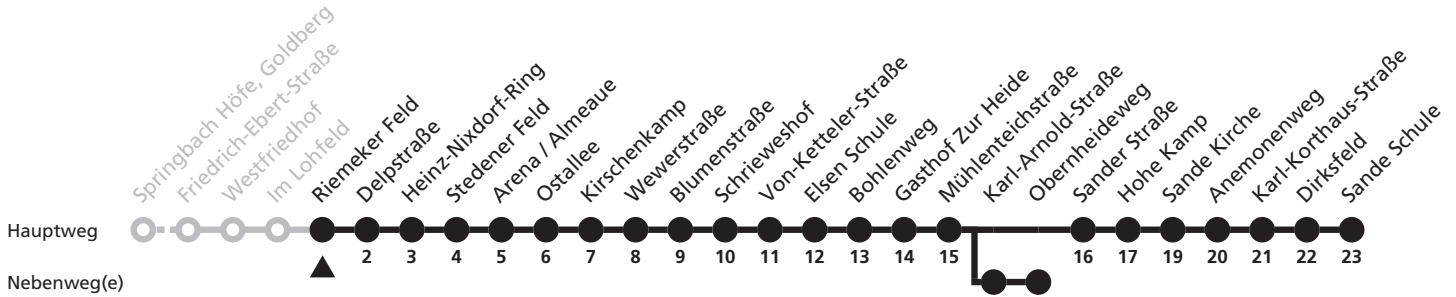 Springbach Höfe, Goldberg
Friedrich-Ebert-Straße
Westfriedhof
Im Lohfeld
Riemeker Feld
Delpstraße
Heinz-Nixdorf-Ring
Stedener Feld
Arena / Almeaue
Ostallee
Kirschenkamp
Wewerstraße
Blumenstraße
Schrieweshof
Von-Ketteler-Straße
Elsen Schule
Bohlenweg
Gasthof Zur Heide
Mühlenteichstraße
Karl-Arnold-Straße
Obernheideweg
Sander Straße
Hohe Kamp
Sande Kirche
Anemonenweg
Karl-Korthaus-Straße
Dirksfeld
Sande Schule
Hauptweg
2 3 4 5 6 7 8 9 10 11 12 13 14 15 16 17 19 20 21 22 23
Nebenweg(e)